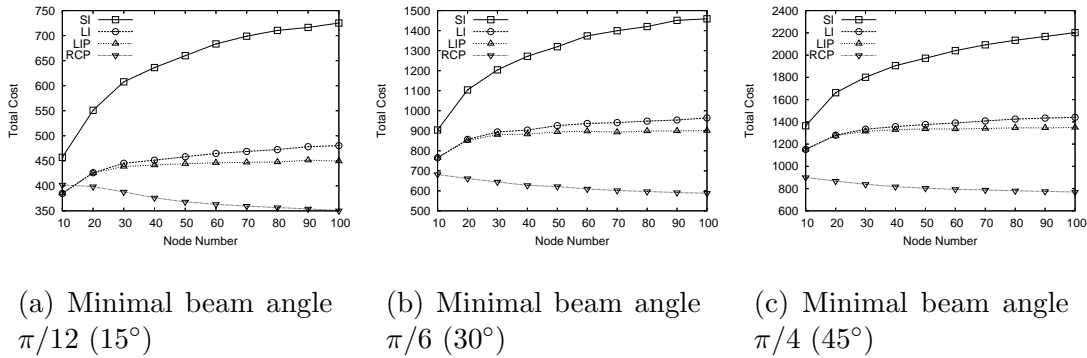 750
700
650
600
550
500
450
400
350
Total Cost
SI
LI
LIP
RCP
10 20 30 40 50 60 70 80 90 100
Node Number
1500
1400
1300
1200
1100
1000
900
800
700
600
500
Total Cost
SI
LI
LIP
RCP
10 20 30 40 50 60 70 80 90 100
Node Number
2400
2200
2000
1800
1600
1400
1200
1000
800
600
Total Cost
SI
LI
LIP
RCP
10 20 30 40 50 60 70 80 90 100
Node Number
(a) Minimal beam angle
π/12 (15°)
(b) Minimal beam angle
π/6 (30°)
(c) Minimal beam angle
π/4 (45°)